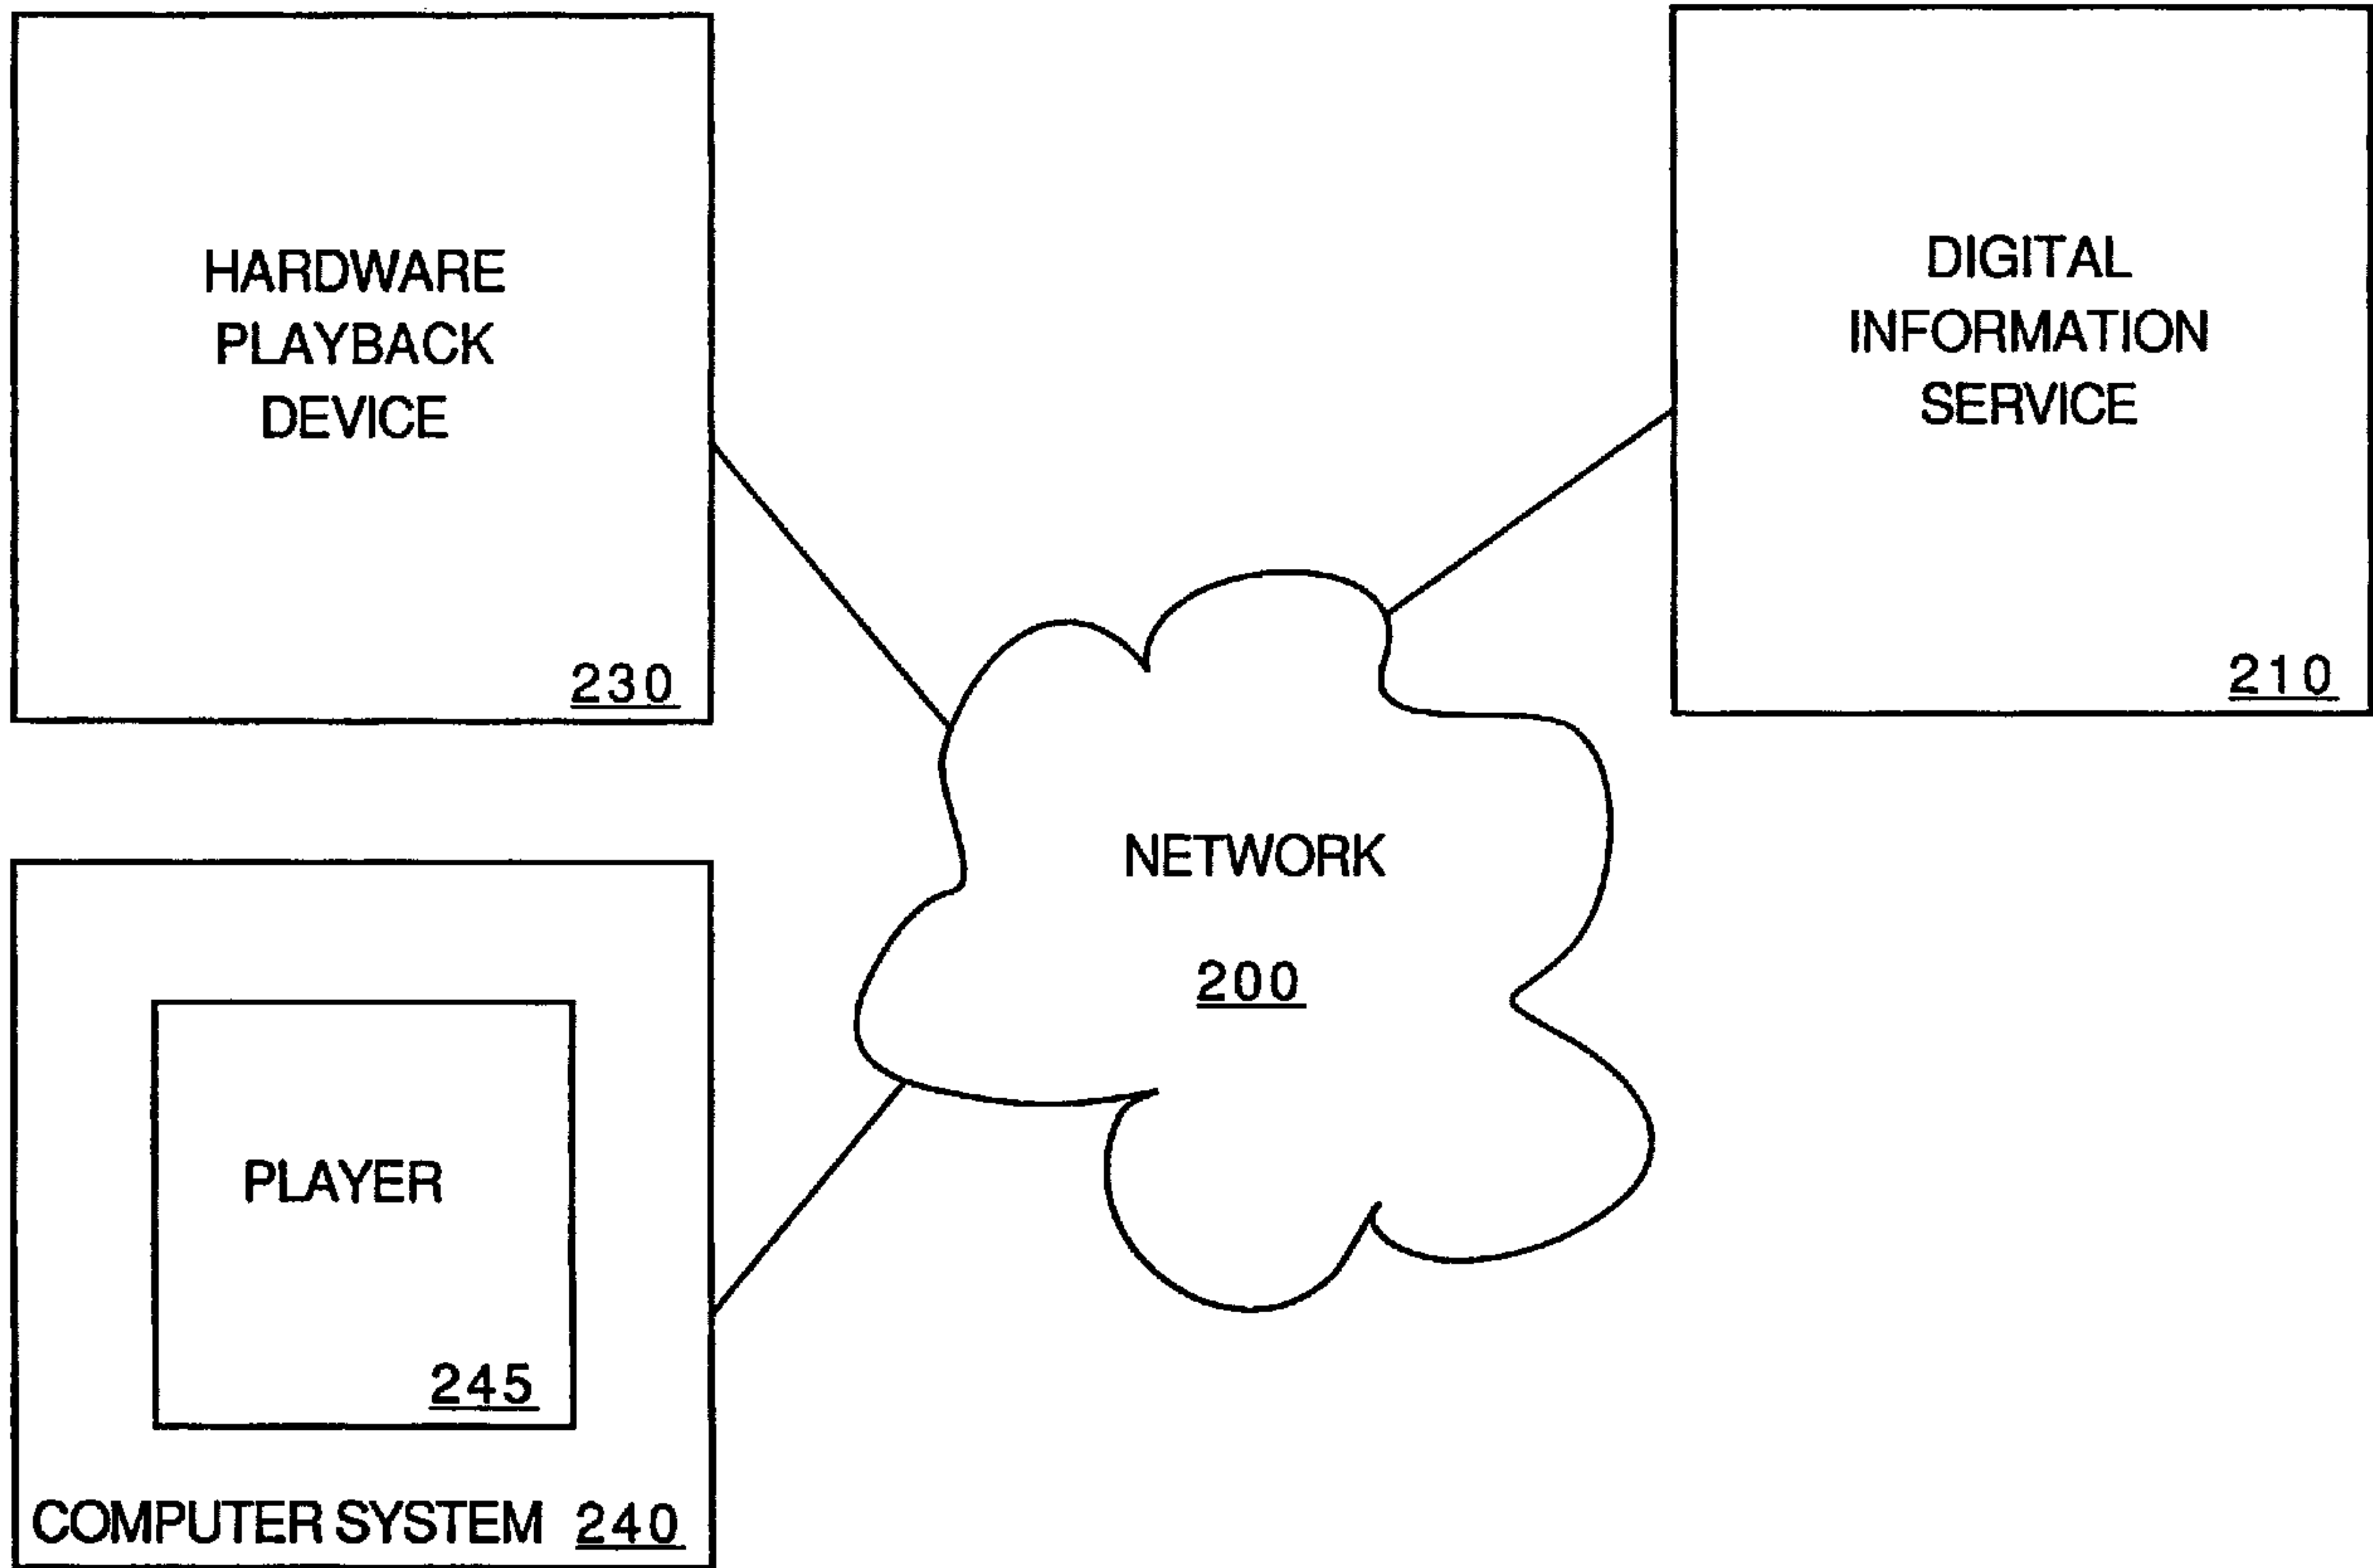 HARDWARE
PLAYBACK
DEVICE
230
DIGITAL
INFORMATION
SERVICE
210
NETWORK
200
PLAYER
245
COMPUTER SYSTEM 240